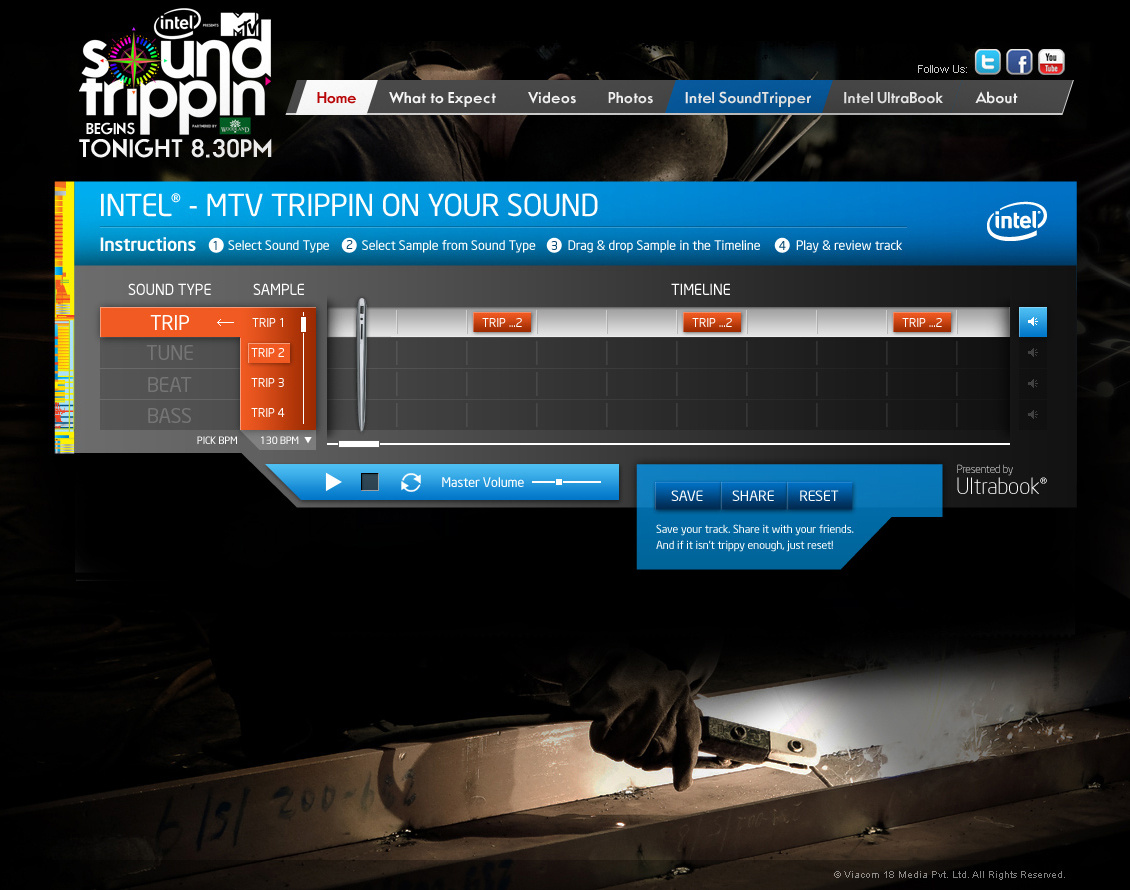 intel PRESENTS MTV
sound
trippin
BEGINS PARTNERED BY WOODLAND
TONIGHT 8.30PM
Follow Us: You Tube
Home What to Expect Videos Photos Intel SoundTripper Intel UltraBook About
INTEL® - MTV TRIPPIN ON YOUR SOUND
intel
Instructions 1 Select Sound Type 2 Select Sample from Sound Type 3 Drag & drop Sample in the Timeline 4 Play & review track
SOUND TYPE SAMPLE TIMELINE
TRIP TRIP 1 TRIP ...2 TRIP ...2 TRIP ...2
TUNE TRIP 2
BEAT TRIP 3
BASS TRIP 4
PICK BPM 130 BPM
Master Volume
Presented by
Ultrabook®
SAVE SHARE RESET
Save your track. Share it with your friends.
And if it isn't trippy enough, just reset!
© Viacom 18 Media Pvt. Ltd. All Rights Reserved.